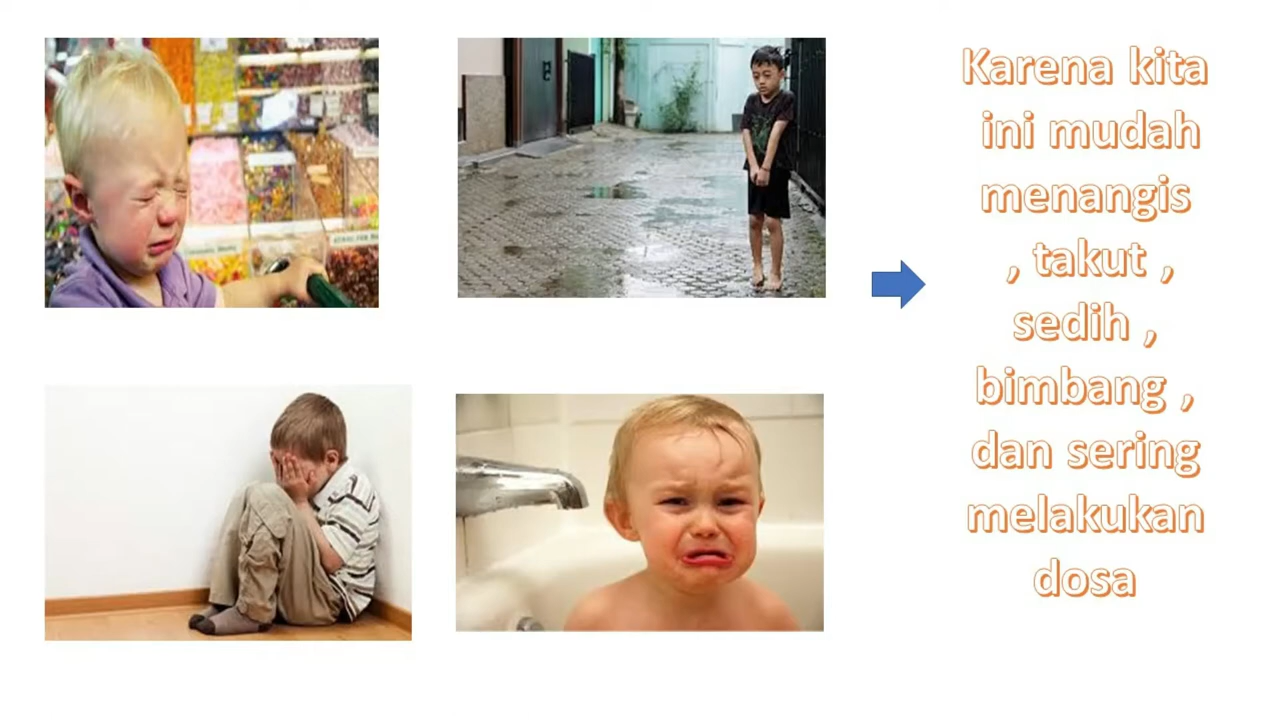 Karena kita
ini mudah
menangis
, takut ,
sedih ,
bimbang ,
dan sering
melakukan
dosa